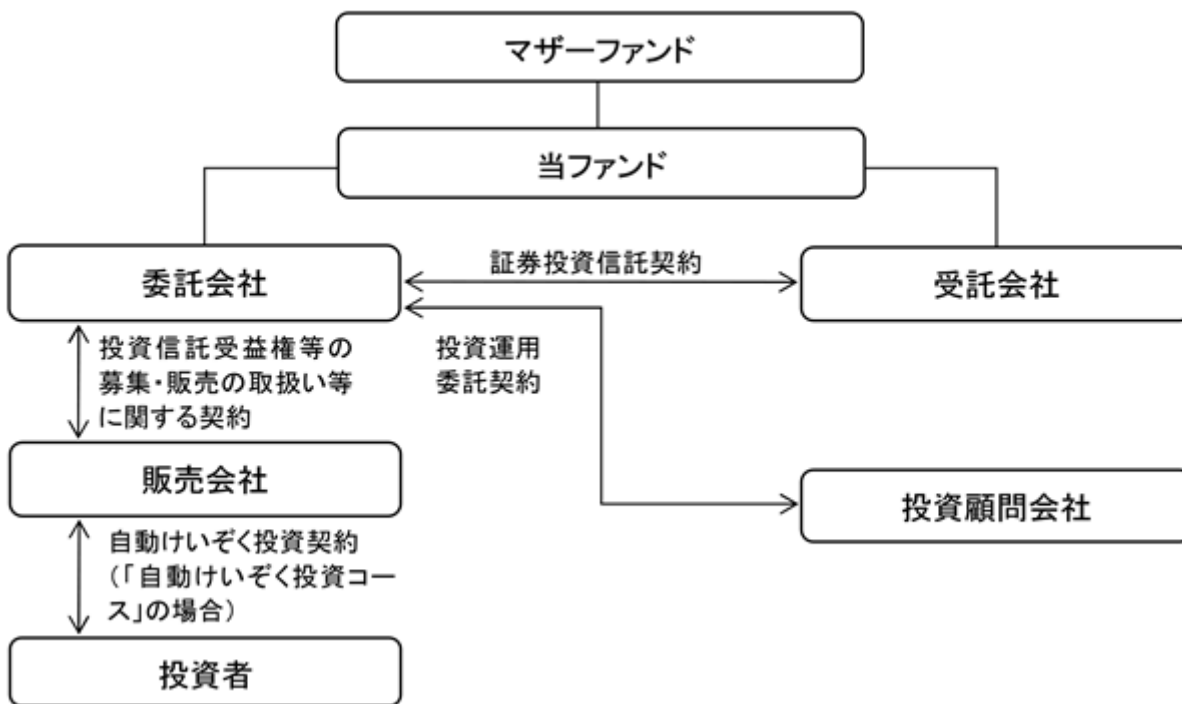 マザーファンド
当ファンド
委託会社
証券投資信託契約
受託会社
投資信託受益権等の
募集・販売の取扱い等
に関する契約
投資運用
委託契約
販売会社
投資顧問会社
自動けいぞく投資契約
（「自動けいぞく投資コー
ス」の場合）
投資者